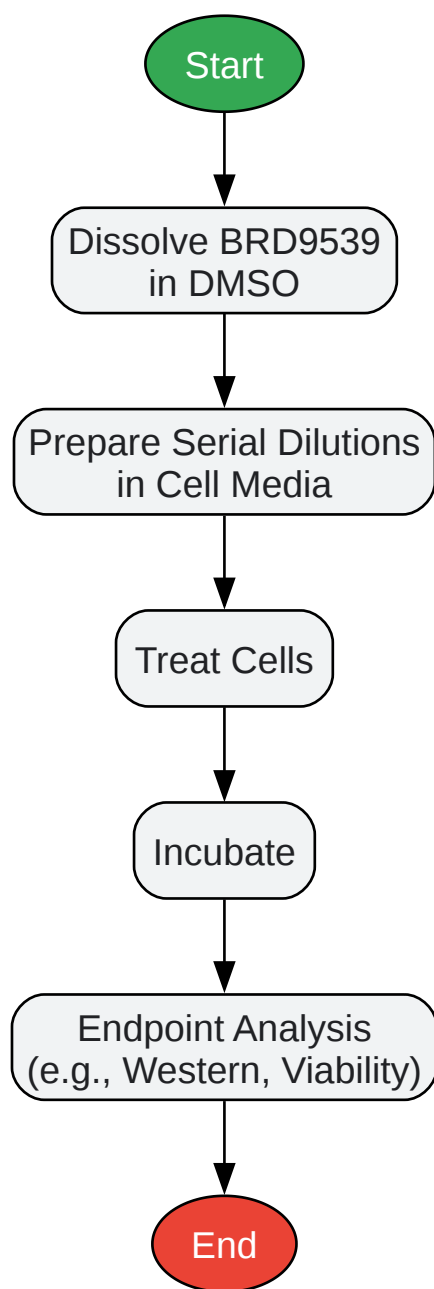 Start
Dissolve BRD9539
in DMSO
Prepare Serial Dilutions
in Cell Media
Treat Cells
Incubate
Endpoint Analysis
(e.g., Western, Viability)
End